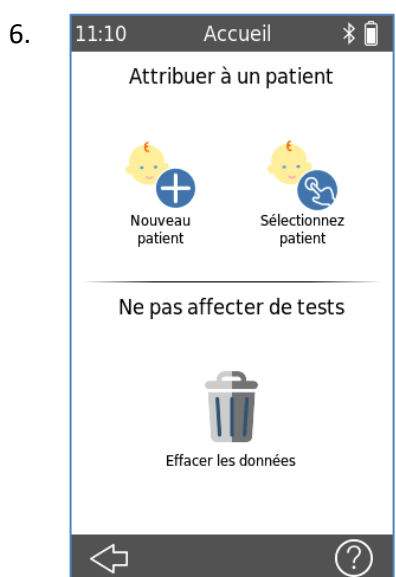 6.
11:10 Accueil
Attribuer à un patient
Nouveau patient
Sélectionnez patient
Ne pas affecter de tests
Effacer les données
?